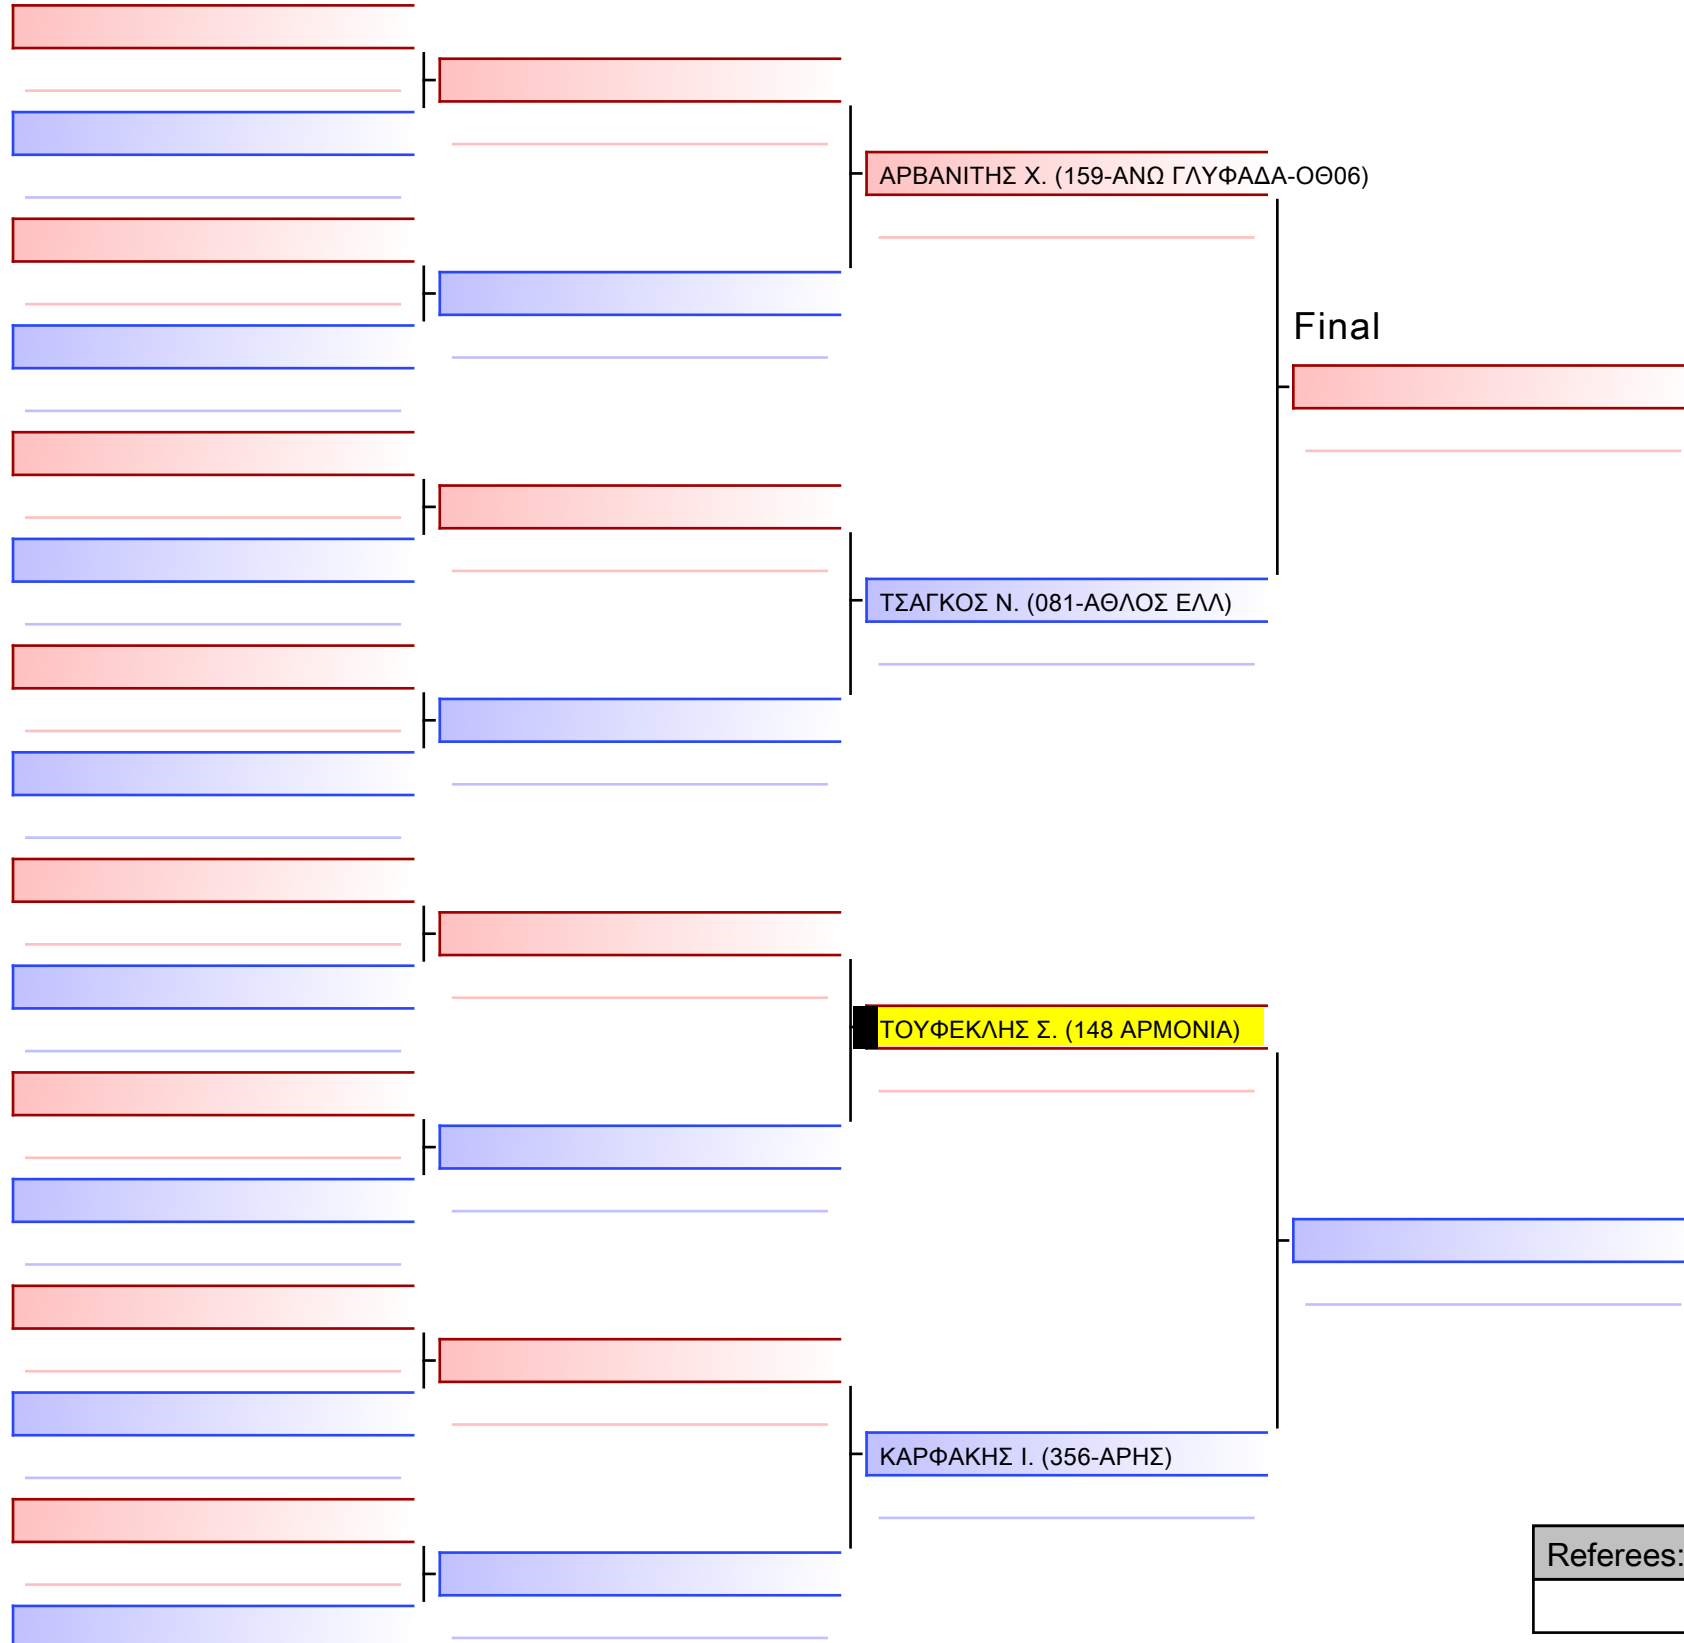 ΑΡΒΑΝΙΤΗΣ Χ. (159-ΑΝΩ ΓΛΥΦΑΔΑ-ΟΘ06)
Final
ΤΣΑΓΚΟΣ Ν. (081-ΑΘΛΟΣ ΕΛΛ)
ΤΟΥΦΕΚΛΗΣ Σ. (148 ΑΡΜΟΝΙΑ)
ΚΑΡΦΑΚΗΣ Ι. (356-ΑΡΗΣ)
Referees: